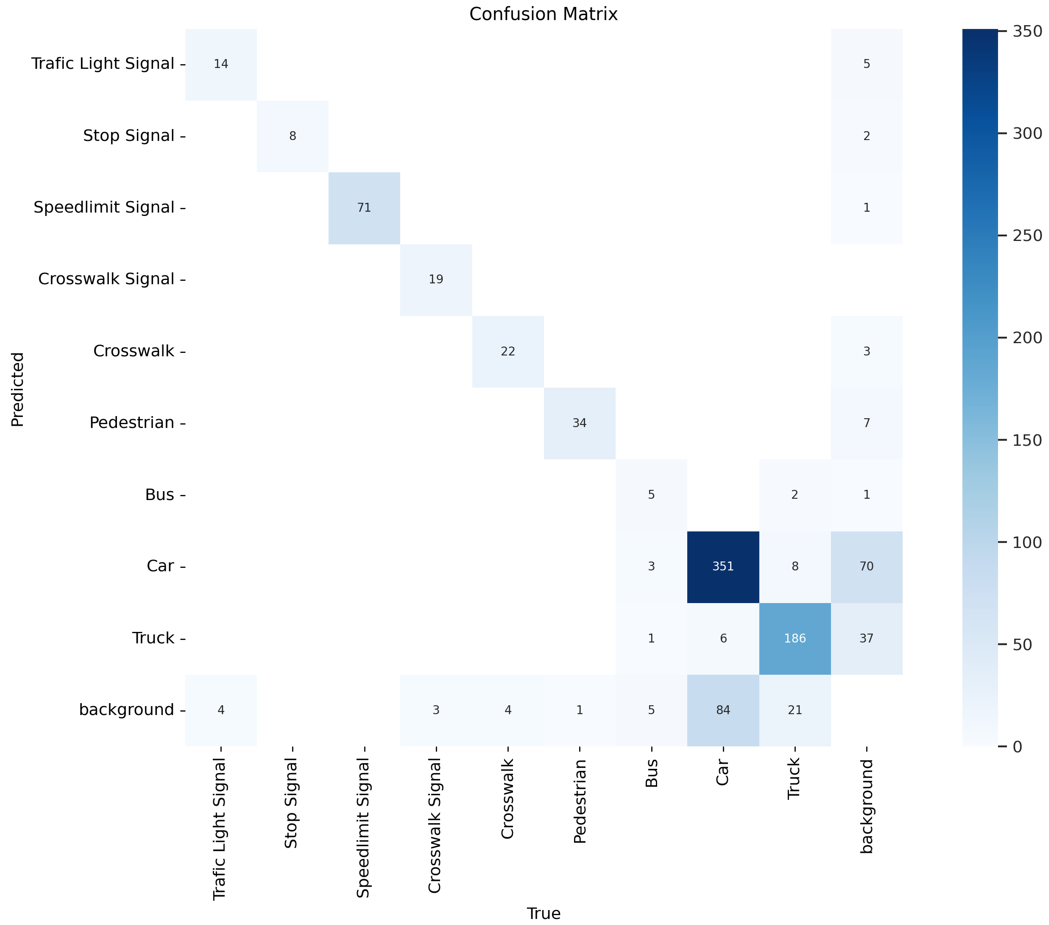 Confusion Matrix
Trafic Light Signal 14 5
Stop Signal 8 2
Speedlimit Signal 71 1
Crosswalk Signal 19
Crosswalk 22 3
Pedestrian 34 7
Bus 5 2 1
Car 3 351 8 70
Truck 1 6 186 37
background 4 3 4 1 5 84 21
Predicted
Trafic Light Signal
Stop Signal
Speedlimit Signal
Crosswalk Signal
Crosswalk
Pedestrian
Bus
Car
Truck
background
True
350
300
250
200
150
100
50
0